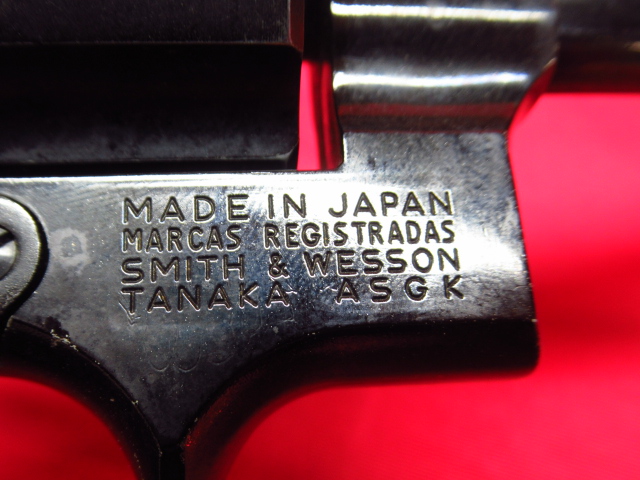 MADE IN JAPAN
MARCAS REGISTRADAS
SMITH & WESSON
TANAKA ASGK